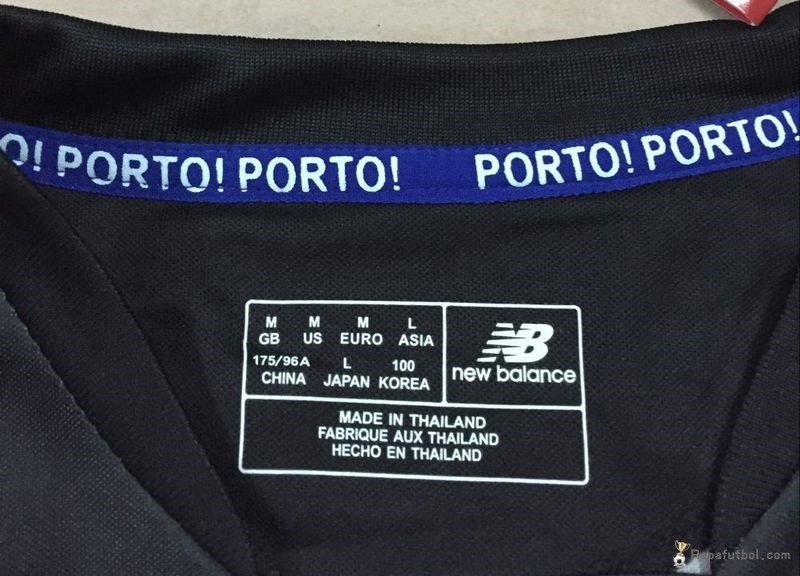 O! PORTO! PORTO! PORTO! PORTO!
M M M L
GB US EURO ASIA
175/96A L 100
CHINA JAPAN KOREA
NB
new balance
MADE IN THAILAND
FABRIQUE AUX THAILAND
HECHO EN THAILAND